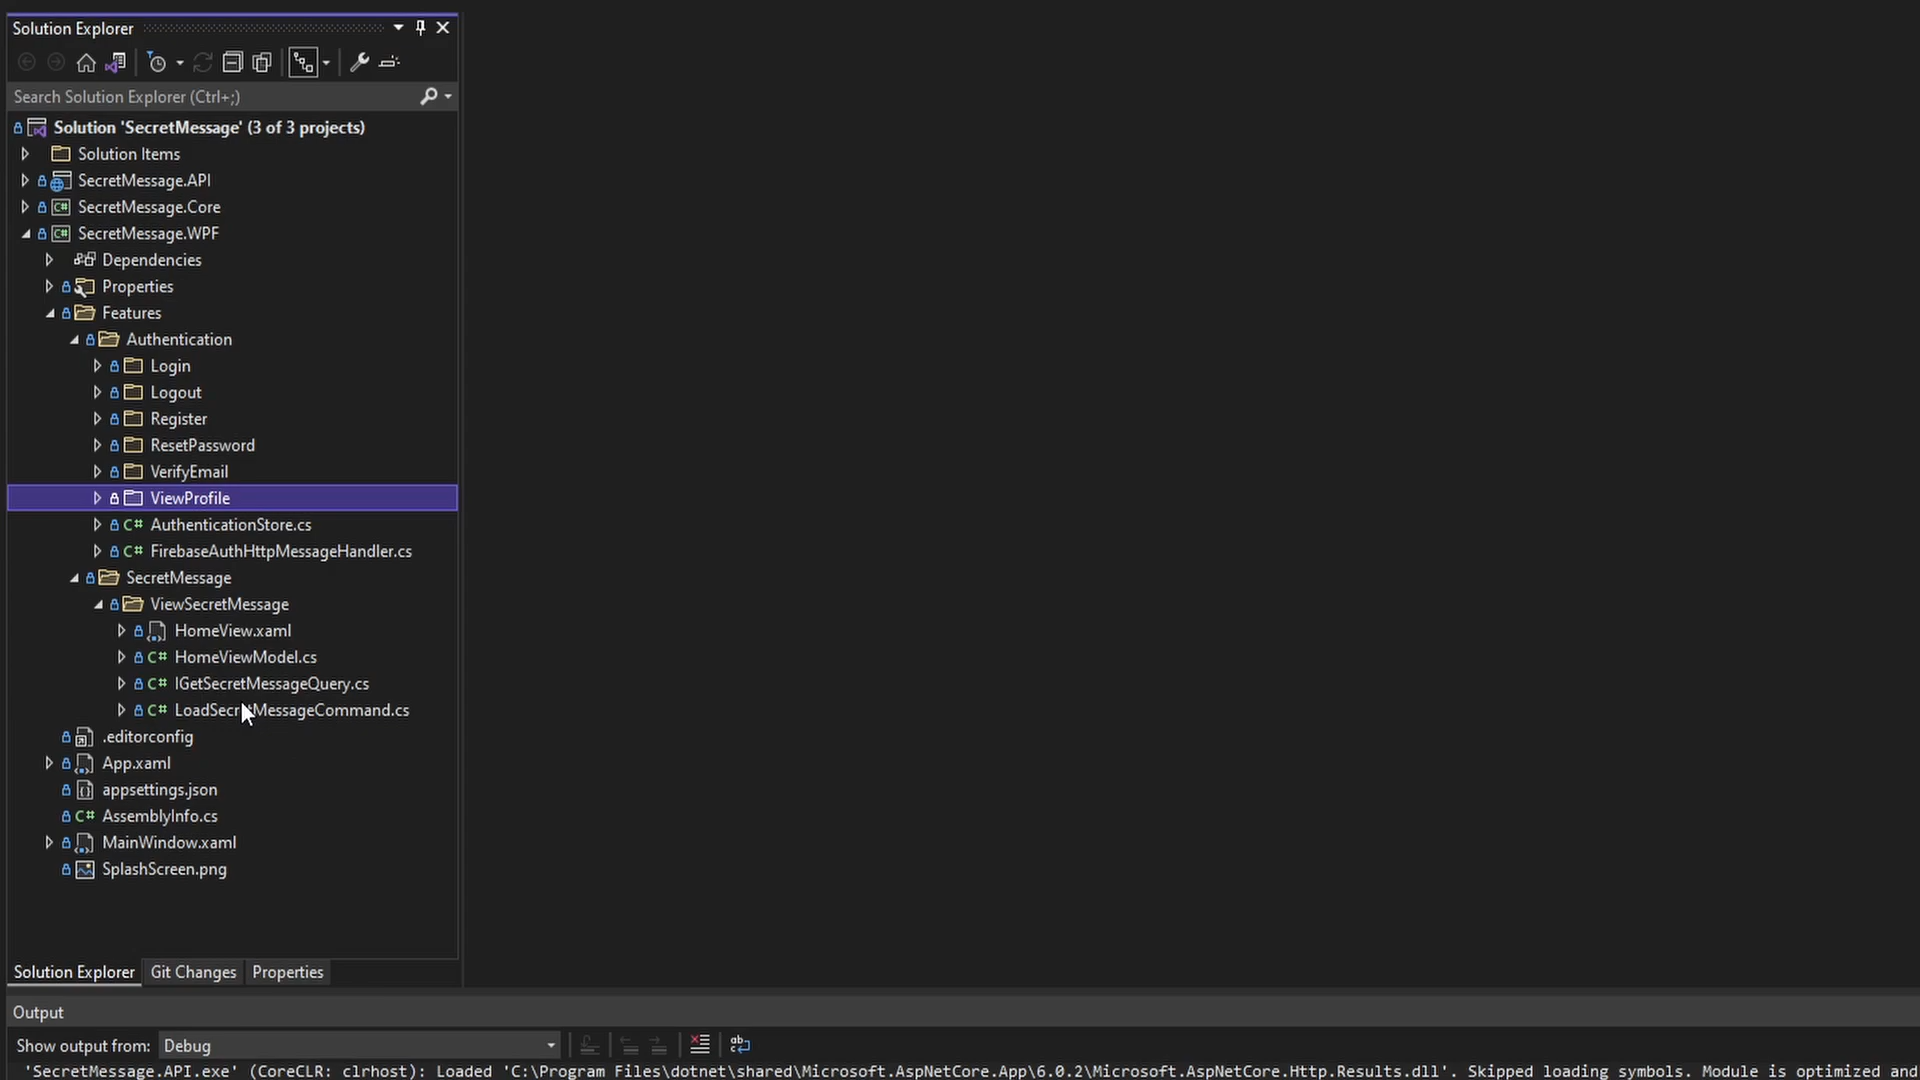 Solution Explorer
Search Solution Explorer (Ctrl+;)
Solution 'SecretMessage' (3 of 3 projects)
Solution Items
SecretMessage.API
C# SecretMessage.Core
C# SecretMessage.WPF
Dependencies
Properties
Features
Authentication
Login
Logout
Register
ResetPassword
VerifyEmail
ViewProfile
C# AuthenticationStore.cs
C# FirebaseAuthHttpMessageHandler.cs
SecretMessage
ViewSecretMessage
HomeView.xaml
C# HomeViewModel.cs
C# IGetSecretMessageQuery.cs
C# LoadSecretMessageCommand.cs
.editorconfig
App.xaml
appsettings.json
C# AssemblyInfo.cs
MainWindow.xaml
SplashScreen.png
Solution Explorer Git Changes Properties
Output
Show output from: Debug
'SecretMessage.API.exe' (CoreCLR: clrhost): Loaded 'C:\Program Files\dotnet\shared\Microsoft.AspNetCore.App\6.0.2\Microsoft.AspNetCore.Http.Results.dll'. Skipped loading symbols. Module is optimized and